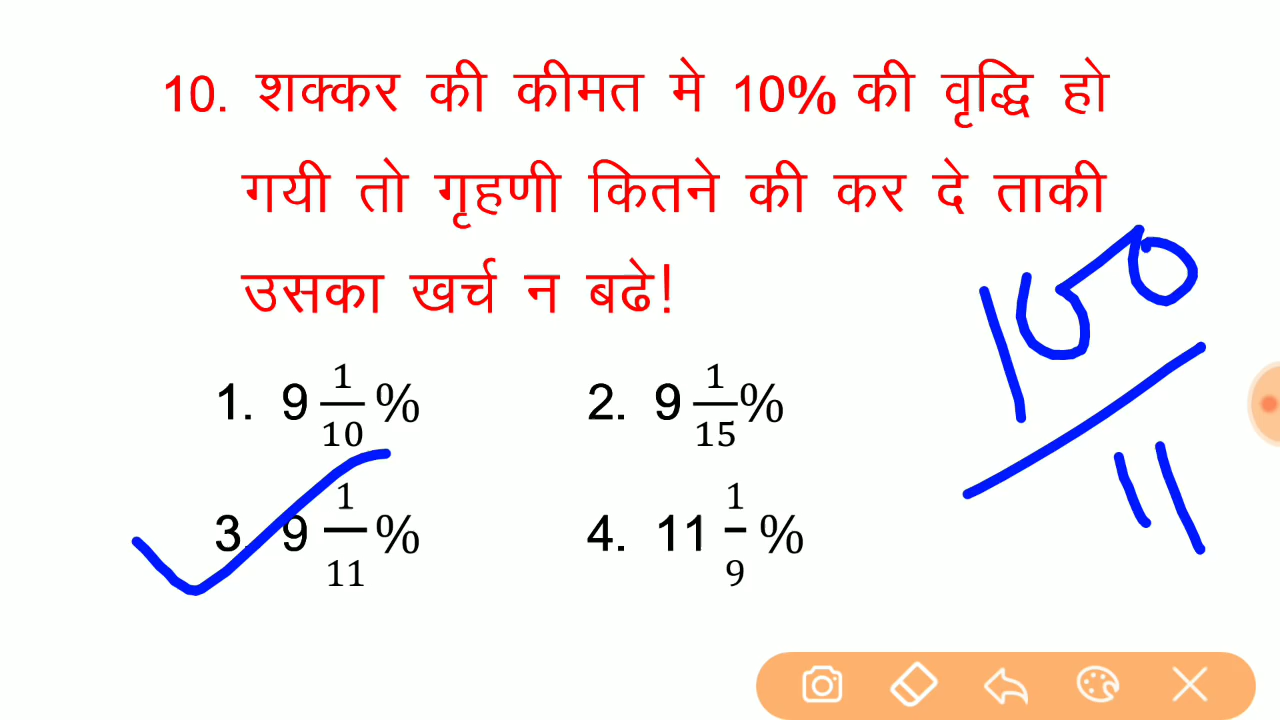 10. शक्कर की कीमत मे 10% की वृद्धि हो
गयी तो गृहणी कितने की कर दे ताकी
उसका खर्च न बढे!
1. 9 1/10 % 2. 9 1/15 %
3. 9 1/11 % 4. 11 1/9 %
100
11